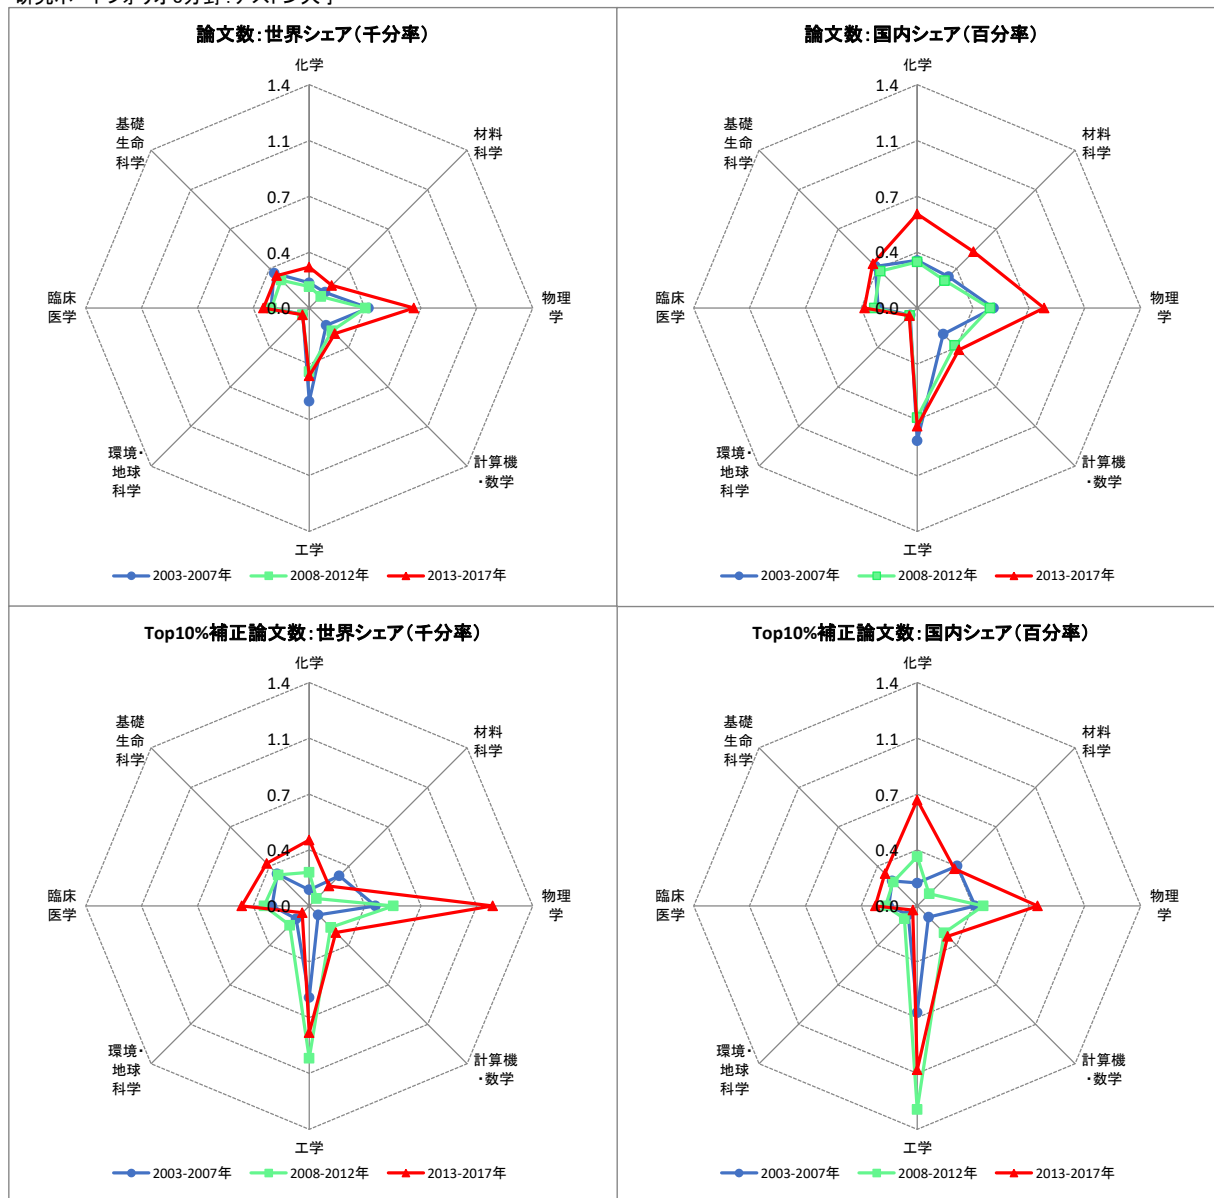 論文数：世界シェア（千分率）
化学
1.4
1.1
0.7
0.4
0.0
材料
科学
物理
学
計算機
・数学
工学
環境・
地球
科学
臨床
医学
基礎
生命
科学
2003-2007年
2008-2012年
2013-2017年
論文数：国内シェア（百分率）
化学
1.4
1.1
0.7
0.4
0.0
材料
科学
物理
学
計算機
・数学
工学
環境・
地球
科学
臨床
医学
基礎
生命
科学
2003-2007年
2008-2012年
2013-2017年
Top10%補正論文数：世界シェア（千分率）
化学
1.4
1.1
0.7
0.4
0.0
材料
科学
物理
学
計算機
・数学
工学
環境・
地球
科学
臨床
医学
基礎
生命
科学
2003-2007年
2008-2012年
2013-2017年
Top10%補正論文数：国内シェア（百分率）
化学
1.4
1.1
0.7
0.4
0.0
材料
科学
物理
学
計算機
・数学
工学
環境・
地球
科学
臨床
医学
基礎
生命
科学
2003-2007年
2008-2012年
2013-2017年